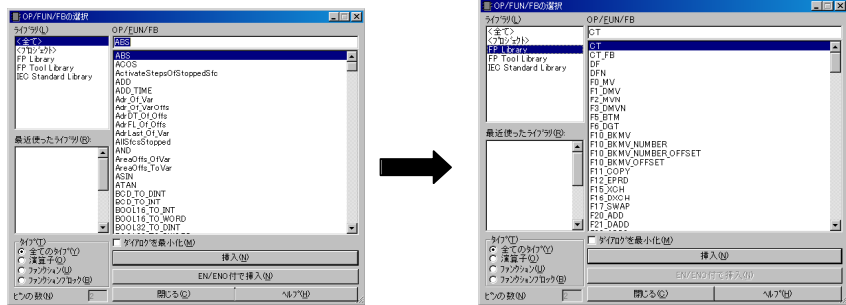 OP/FUN/FBの選択
ﾗｲﾌﾞﾗﾘ(L)
<全て>
<ﾌﾟﾛｼﾞｪｸﾄ>
FP Library
FP Tool Library
IEC Standard Library
最近使ったﾗｲﾌﾞﾗﾘ(R):
ﾀｲﾌﾟ(T)
全てのﾀｲﾌﾟ(Y)
演算子(O)
ﾌｧﾝｸｼｮﾝ(U)
ﾌｧﾝｸｼｮﾝﾌﾞﾛｯｸ(B)
ﾋﾟﾝの数(N)
2
OP/FUN/FB
ABS
ABS
ACOS
ActivateStepsOfStoppedSfc
ADD
ADD_TIME
Adr_Of_Var
Adr_Of_VarOffs
AdrDT_Of_Offs
AdrFL_Of_Offs
AdrLast_Of_Var
AllSfcsStopped
AND
AreaOffs_OfVar
AreaOffs_ToVar
ASIN
ATAN
BCD_TO_DINT
BCD_TO_INT
BOOL16_TO_INT
BOOL16_TO_WORD
BOOL32_TO_DINT
ﾀﾞｲｱﾛｸﾞを最小化(M)
挿入(N)
EN/ENO付で挿入(N)
閉じる(C)
ﾍﾙﾌﾟ(H)
OP/FUN/FBの選択
ﾗｲﾌﾞﾗﾘ(L)
<全て>
<ﾌﾟﾛｼﾞｪｸﾄ>
FP Library
FP Tool Library
IEC Standard Library
最近使ったﾗｲﾌﾞﾗﾘ(R):
ﾀｲﾌﾟ(T)
全てのﾀｲﾌﾟ(Y)
演算子(O)
ﾌｧﾝｸｼｮﾝ(U)
ﾌｧﾝｸｼｮﾝﾌﾞﾛｯｸ(B)
ﾋﾟﾝの数(N)
2
OP/FUN/FB
CT
CT
CT_FB
DF
DFN
F0_MV
F1_DMV
F2_MVN
F3_DMVN
F5_BTM
F6_DGT
F10_BKMV
F10_BKMV_NUMBER
F10_BKMV_NUMBER_OFFSET
F10_BKMV_OFFSET
F11_COPY
F12_EPRD
F15_XCH
F16_DXCH
F17_SWAP
F20_ADD
F21_DADD
ﾀﾞｲｱﾛｸﾞを最小化(M)
挿入(N)
EN/ENO付で挿入(N)
閉じる(C)
ﾍﾙﾌﾟ(H)